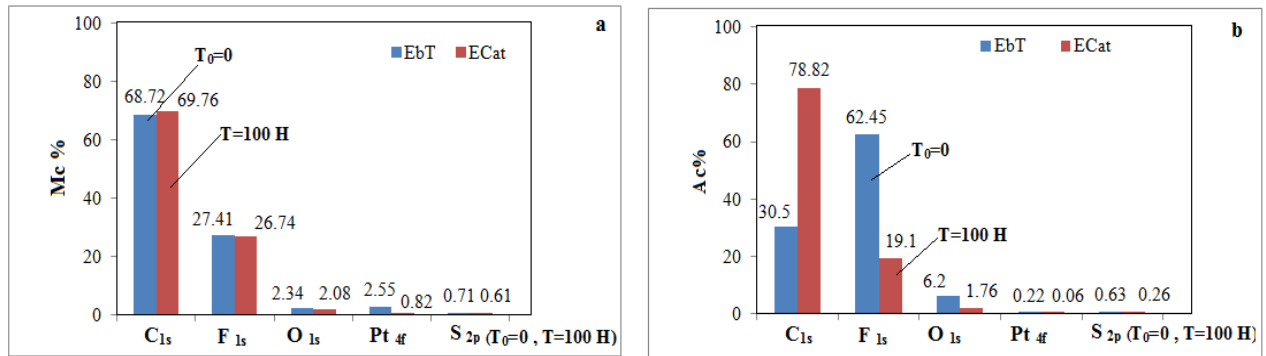 a
EbT ECat
T0=0
T=100 H
Mc %
100
80
60
40
20
0
68.72 69.76
27.41 26.74
2.34 2.08
2.55 0.82
0.71 0.61
C1s F 1s O 1s Pt 4f S 2p (T0=0 , T=100 H)
b
EbT ECat
T0=0
T=100 H
Ac%
100
80
60
40
20
0
30.5 78.82
62.45 19.1
6.2 1.76
0.22 0.06
0.63 0.26
C1s F 1s O 1s Pt 4f S 2p (T0=0 , T=100 H)